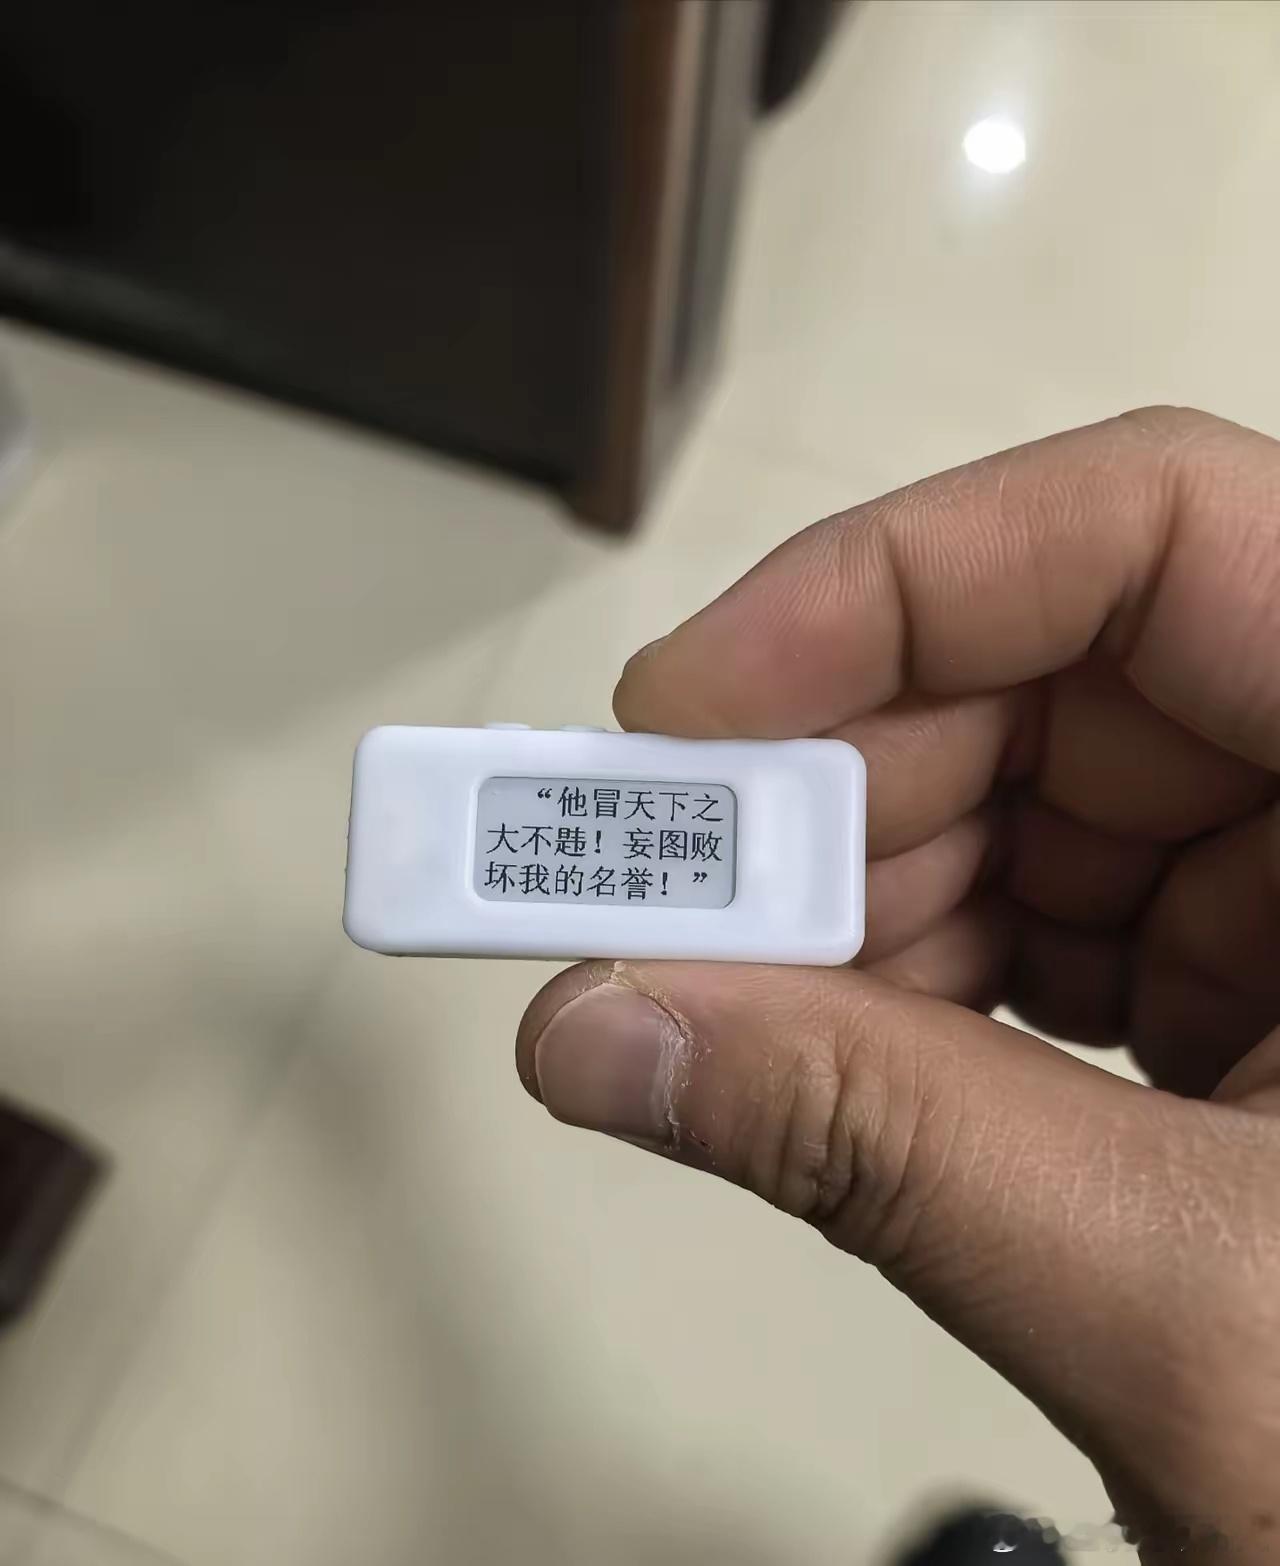 “他冒天下之
大不韪！妄图败
坏我的名誉！”